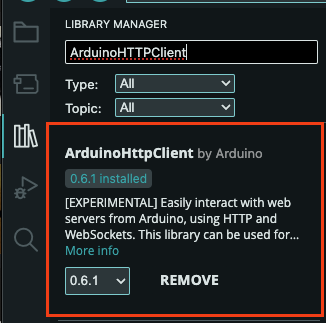 LIBRARY MANAGER
ArduinoHTTPClient
Type: All
Topic: All
ArduinoHttpClient by Arduino
0.6.1 installed
[EXPERIMENTAL] Easily interact with web
servers from Arduino, using HTTP and
WebSockets. This library can be used for...
More info
0.6.1 REMOVE